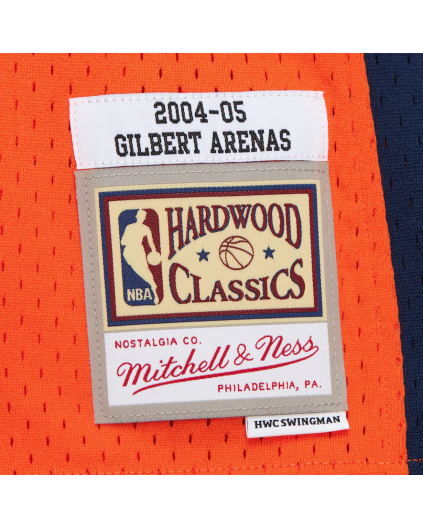 2004-05
GILBERT ARENAS
HARDWOOD
CLASSICS
NBA
NOSTALGIA CO.
Mitchell & Ness
PHILADELPHIA, PA.
HWC SWINGMAN